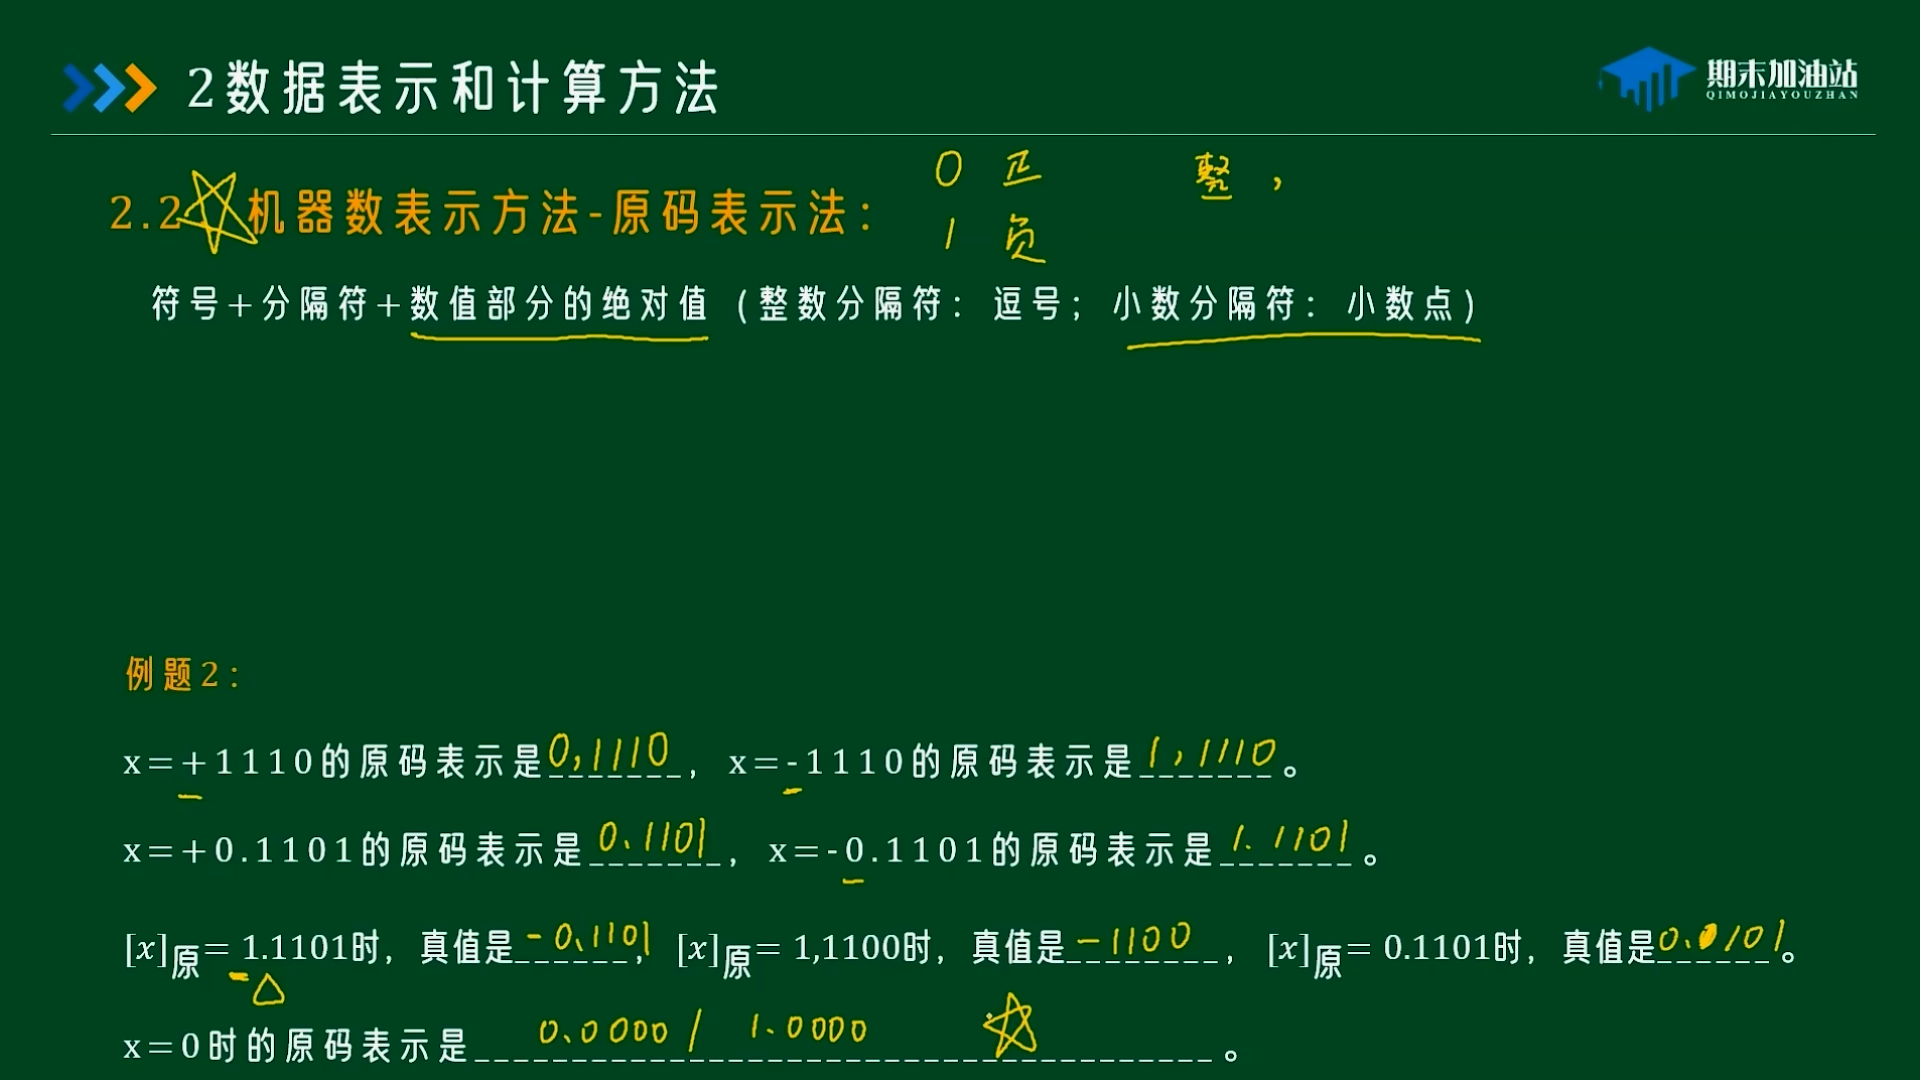 2数据表示和计算方法
期末加油站
QIMOJIAYOUZHAN
0 正 整 ，
1 负
2.2 机器数表示方法-原码表示法：
符号+分隔符+数值部分的绝对值（整数分隔符：逗号；小数分隔符：小数点）
例题2：
x=+1110的原码表示是0,1110，x=-1110的原码表示是1,1110。
x=+0.1101的原码表示是0.1101，x=-0.1101的原码表示是1.1101。
[x]原=1.1101时，真值是-0.1101，[x]原=1,1100时，真值是-1100，[x]原=0.1101时，真值是0. 101。
x=0时的原码表示是0.0000/1.0000。